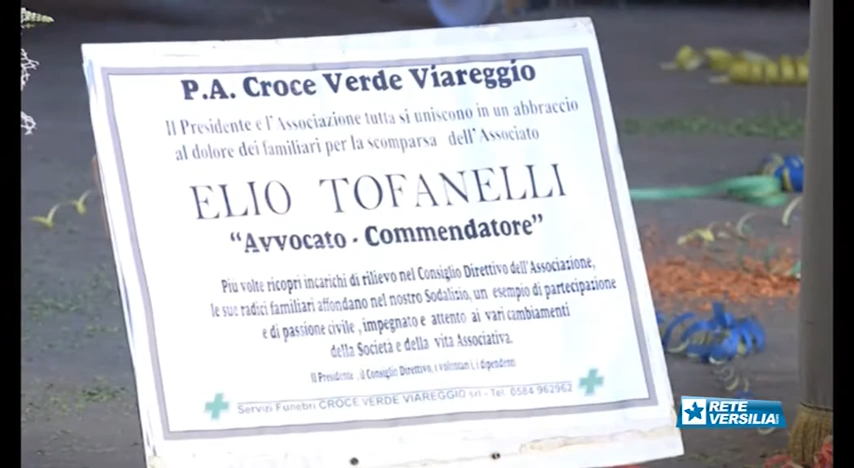 P.A. Croce Verde Viareggio
Il Presidente e l'Associazione tutta si uniscono in un abbraccio
al dolore dei familiari per la scomparsa dell'Associato
ELIO TOFANELLI
"Avvocato - Commendatore"
Più volte ricoprì incarichi di rilievo nel Consiglio Direttivo dell'Associazione,
le sue radici familiari affondano nel nostro Sodalizio, un esempio di partecipazione
e di passione civile, impegnato e attento ai vari cambiamenti
della Società e della vita Associativa.
Il Presidente, il Consiglio Direttivo, i volontari, i dipendenti
Servizi Funebri CROCE VERDE VIAREGGIO srl - Tel. 0584 962962
RETE
VERSILIA